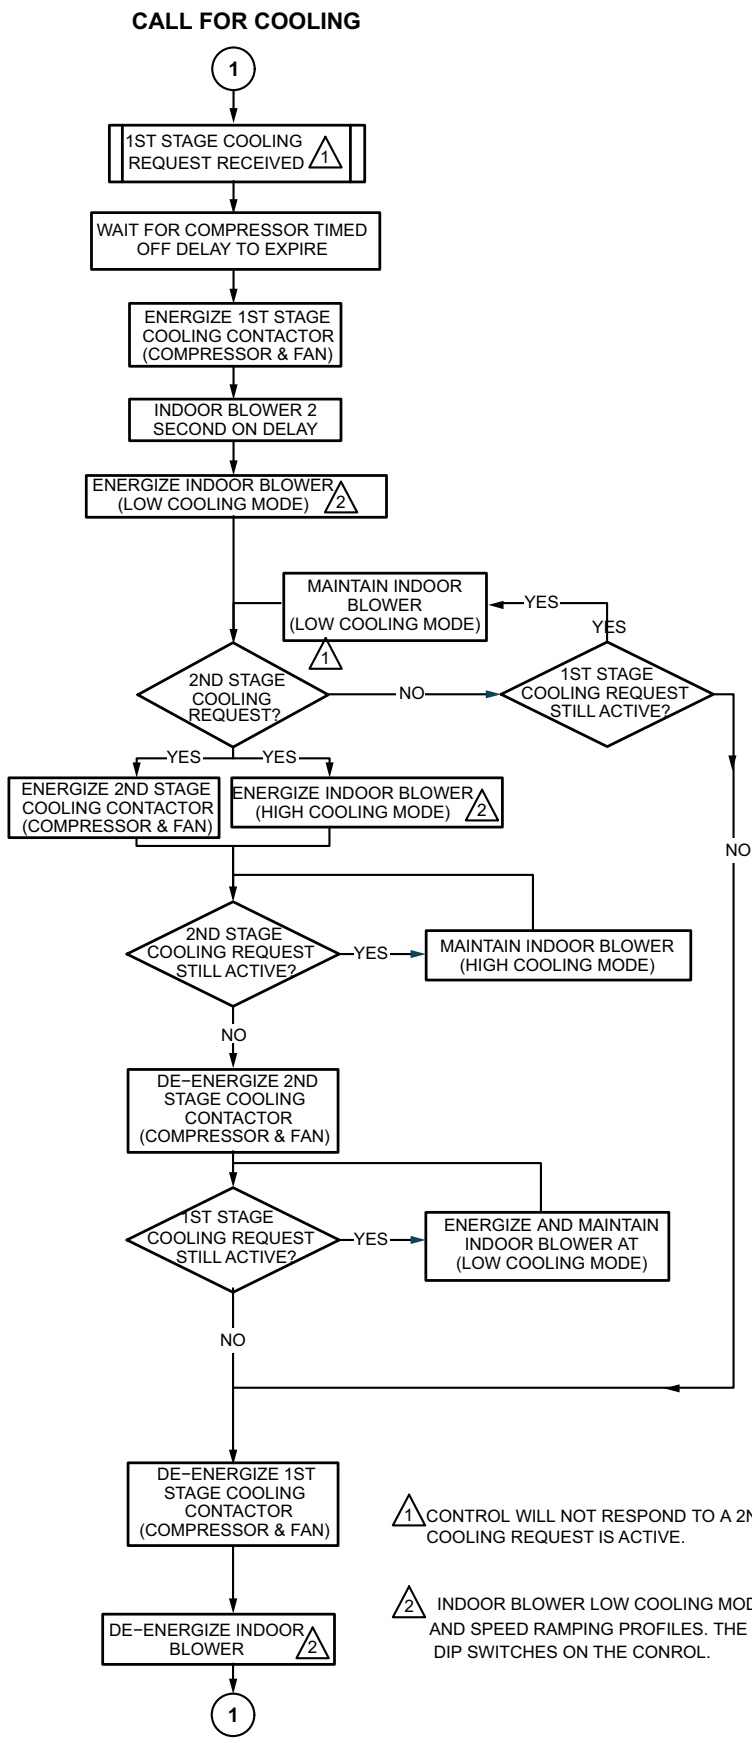 CALL FOR COOLING
1
1ST STAGE COOLING
REQUEST RECEIVED 1
WAIT FOR COMPRESSOR TIMED
OFF DELAY TO EXPIRE
ENERGIZE 1ST STAGE
COOLING CONTACTOR
(COMPRESSOR & FAN)
INDOOR BLOWER 2
SECOND ON DELAY
ENERGIZE INDOOR BLOWER
(LOW COOLING MODE) 2
MAINTAIN INDOOR
BLOWER
(LOW COOLING MODE)
1
YES
YES
2ND STAGE
COOLING
REQUEST?
NO
1ST STAGE
COOLING REQUEST
STILL ACTIVE?
YES
YES
ENERGIZE 2ND STAGE
COOLING CONTACTOR
(COMPRESSOR & FAN)
ENERGIZE INDOOR BLOWER
(HIGH COOLING MODE) 2
NO
2ND STAGE
COOLING REQUEST
STILL ACTIVE?
YES
MAINTAIN INDOOR BLOWER
(HIGH COOLING MODE)
NO
DE−ENERGIZE 2ND
STAGE COOLING
CONTACTOR
(COMPRESSOR & FAN)
1ST STAGE
COOLING REQUEST
STILL ACTIVE?
YES
ENERGIZE AND MAINTAIN
INDOOR BLOWER AT
(LOW COOLING MODE)
NO
DE−ENERGIZE 1ST
STAGE COOLING
CONTACTOR
(COMPRESSOR & FAN)
1 CONTROL WILL NOT RESPOND TO A
COOLING REQUEST IS ACTIVE.
2 INDOOR BLOWER LOW COOLING
AND SPEED RAMPING PROFILES. THE
DIP SWITCHES ON THE CONROL.
DE−ENERGIZE INDOOR
BLOWER 2
1